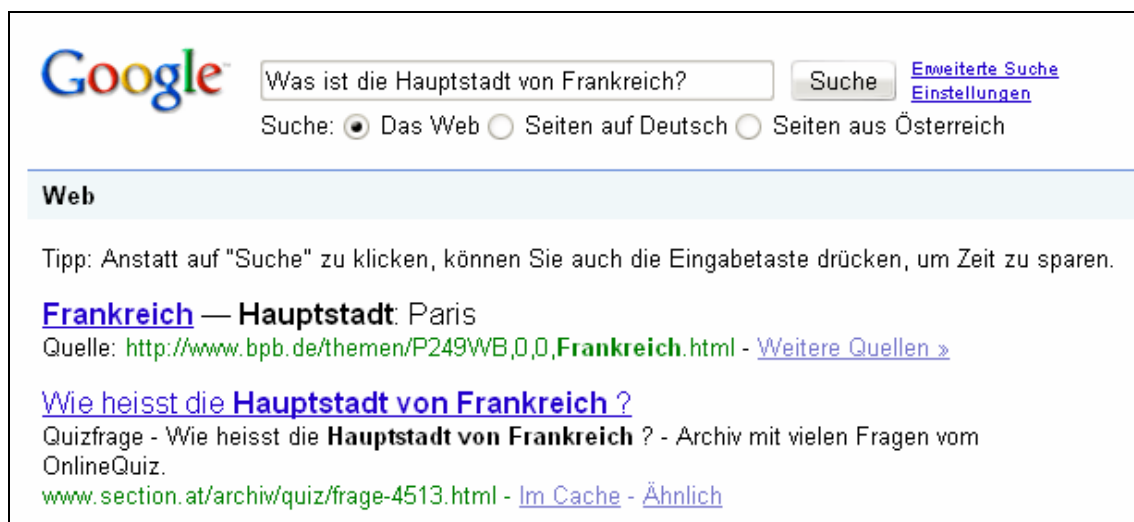 Google™
Was ist die Hauptstadt von Frankreich?
Suche
Erweiterte Suche
Einstellungen
Suche: Das Web Seiten auf Deutsch Seiten aus Österreich
Web
Tipp: Anstatt auf "Suche" zu klicken, können Sie auch die Eingabetaste drücken, um Zeit zu sparen.
Frankreich — Hauptstadt: Paris
Quelle: http://www.bpb.de/themen/P249WB,0,0,Frankreich.html - Weitere Quellen »
Wie heisst die Hauptstadt von Frankreich ?
Quizfrage - Wie heisst die Hauptstadt von Frankreich ? - Archiv mit vielen Fragen vom
OnlineQuiz.
www.section.at/archiv/quiz/frage-4513.html - Im Cache - Ähnlich